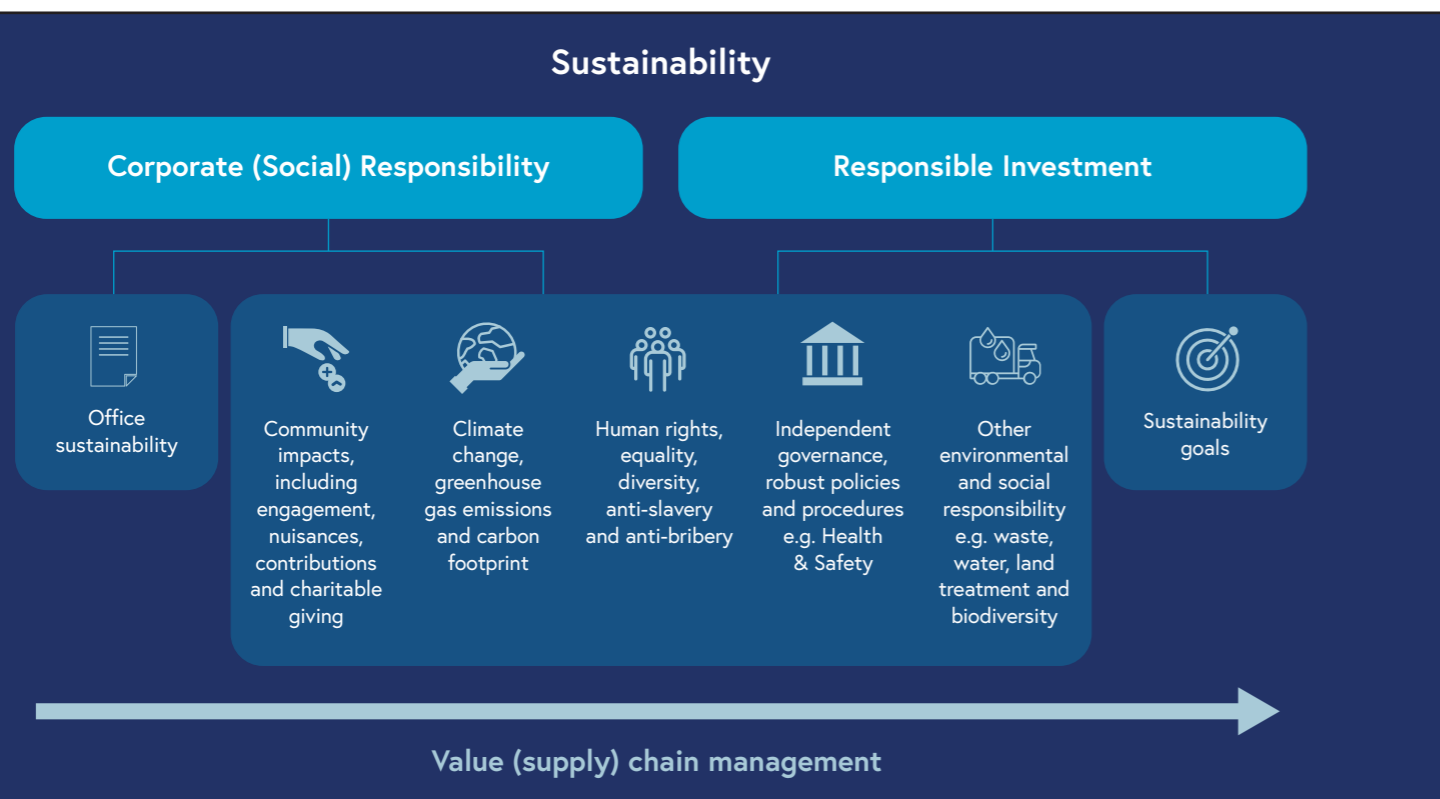 Sustainability
Corporate (Social) Responsibility
Responsible Investment
Office
sustainability
Community
impacts,
including
engagement,
nuisances,
contributions
and charitable
giving
Climate
change,
greenhouse
gas emissions
and carbon
footprint
Human rights,
equality,
diversity,
anti-slavery
and anti-bribery
Independent
governance,
robust policies
and procedures
e.g. Health
& Safety
Other
environmental
and social
responsibility
e.g. waste,
water, land
treatment and
biodiversity
Sustainability
goals
Value (supply) chain management